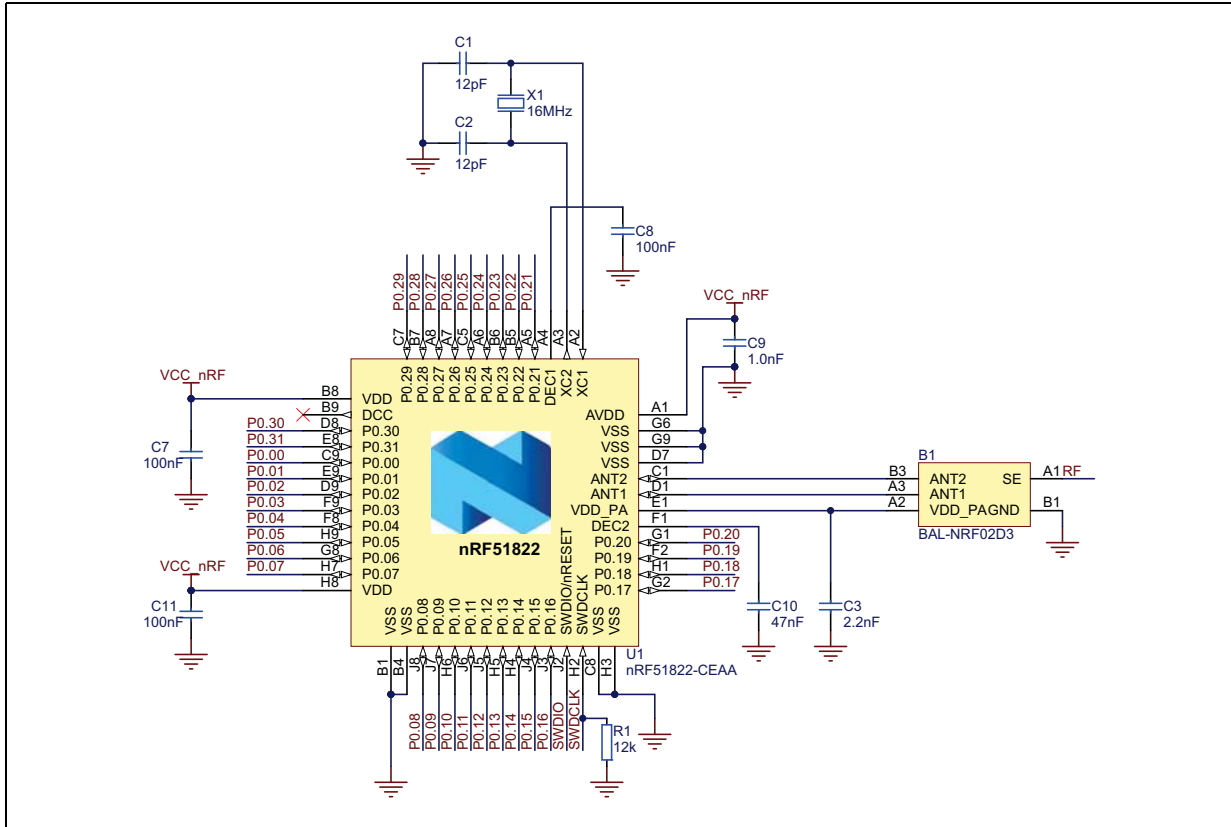 C1
12pF
X1
16MHz
C2
12pF
C8
100nF
P0.29
P0.28
P0.27
P0.26
P0.25
P0.24
P0.23
P0.22
P0.21
C7
B7
A8
A7
C5
A6
B6
B5
A5
A4
A3
A2
P0.29
P0.28
P0.27
P0.26
P0.25
P0.24
P0.23
P0.22
P0.21
DEC1
XC2
XC1
VCC_nRF
C9
1.0nF
VCC_nRF
C7
100nF
B8 VDD
B9 DCC
P0.30 D8 P0.30
P0.31 E8 P0.31
P0.00 C9 P0.00
P0.01 E9 P0.01
P0.02 D9 P0.02
P0.03 F9 P0.03
P0.04 F8 P0.04
P0.05 H9 P0.05
P0.06 G8 P0.06
P0.07 H7 P0.07
H8 VDD
VCC_nRF
C11
100nF
nRF51822
AVDD A1
VSS G6
VSS G9
VSS D7
ANT2 C1
ANT1 D1
VDD_PA E1
DEC2 F1
P0.20 G1 P0.20
P0.19 F2 P0.19
P0.18 H1 P0.18
P0.17 G2 P0.17
B1
B3 ANT2 SE A1 RF
A3 ANT1
A2 VDD_PAGND B1
BAL-NRF02D3
C10
47nF
C3
2.2nF
VSS
VSS
P0.08
P0.09
P0.10
P0.11
P0.12
P0.13
P0.14
P0.15
P0.16
SWDIO/nRESET
SWDCLK
VSS
VSS
B1
B4
J8
J7
H6
J6
J5
H5
H4
J4
J3
J2
H2
C8
H3
U1
nRF51822-CEAA
P0.08
P0.09
P0.10
P0.11
P0.12
P0.13
P0.14
P0.15
P0.16
SWDIO
SWDCLK
R1
12k